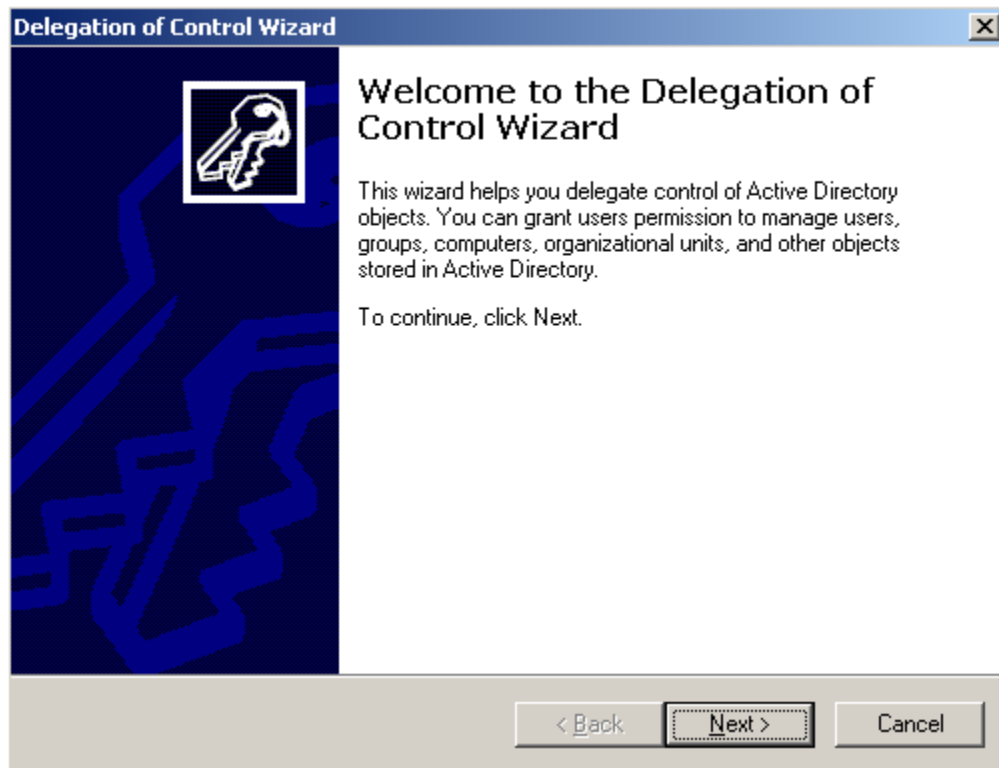 Delegation of Control Wizard
Welcome to the Delegation of
Control Wizard
This wizard helps you delegate control of Active Directory
objects. You can grant users permission to manage users,
groups, computers, organizational units, and other objects
stored in Active Directory.
To continue, click Next.
< Back
Next >
Cancel